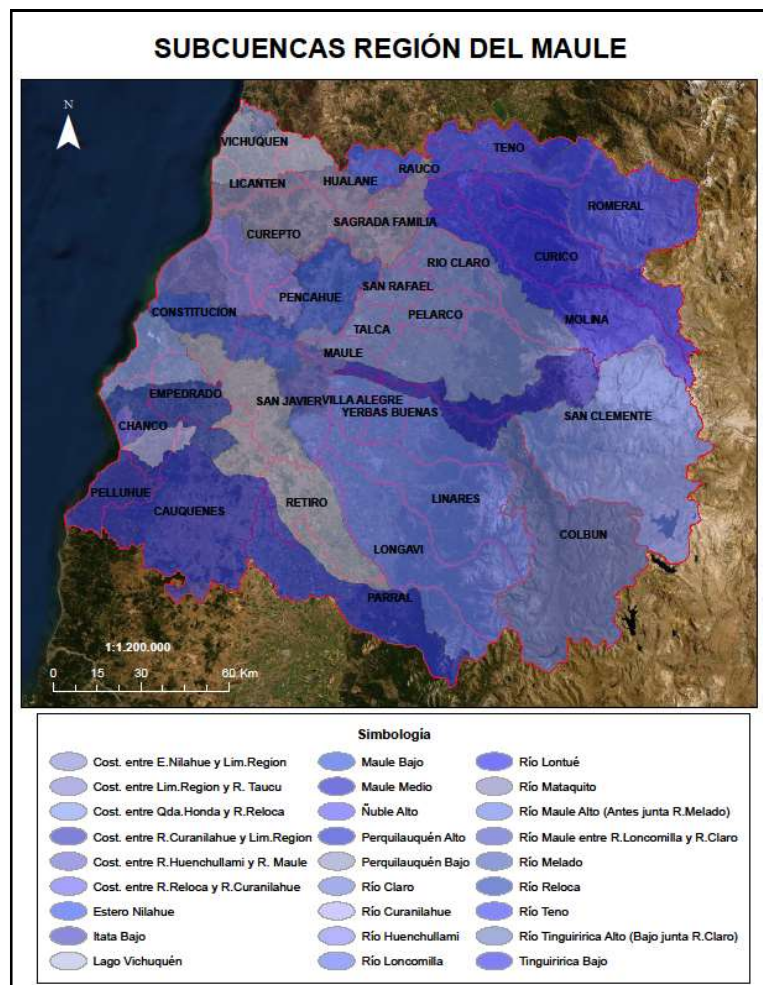 SUBCUENCAS REGIÓN DEL MAULE
N
VICHUQUEN
TENO
RAUCO
LICANTEN
HUALANE
ROMERAL
SAGRADA FAMILIA
CUREPTO
CURICO
RIO CLARO
SAN RAFAEL
PENCAHUE
CONSTITUCIÓN
PELARCO
MOLINA
TALCA
MAULE
EMPEDRADO
SAN JAVIER
VILLA ALEGRE
YERBAS BUENAS
SAN CLEMENTE
CHANCO
PELLUHUE
CAUQUENES
RETIRO
LINARES
COLBUN
LONGAVI
PARRAL
1:1.200.000
0 15 30 60 Km
Simbología
Cost. entre E.Nilahue y Lim.Region
Cost. entre Lim.Region y R. Taucu
Cost. entre Qda.Honda y R.Reloca
Cost. entre R.Curanilahue y Lim.Region
Cost. entre R.Huenchullami y R. Maule
Cost. entre R.Reloca y R.Curanilahue
Estero Nilahue
Itata Bajo
Lago Vichuquén
Maule Bajo
Maule Medio
Ñuble Alto
Perquilauquén Alto
Perquilauquén Bajo
Río Claro
Río Curanilahue
Río Huenchullami
Río Loncomilla
Río Lontué
Río Mataquito
Río Maule Alto (Antes junta R.Melado)
Río Maule entre R.Loncomilla y R.Claro
Río Melado
Río Reloca
Río Teno
Río Tinguiririca Alto (Bajo junta R.Claro)
Tinguiririca Bajo